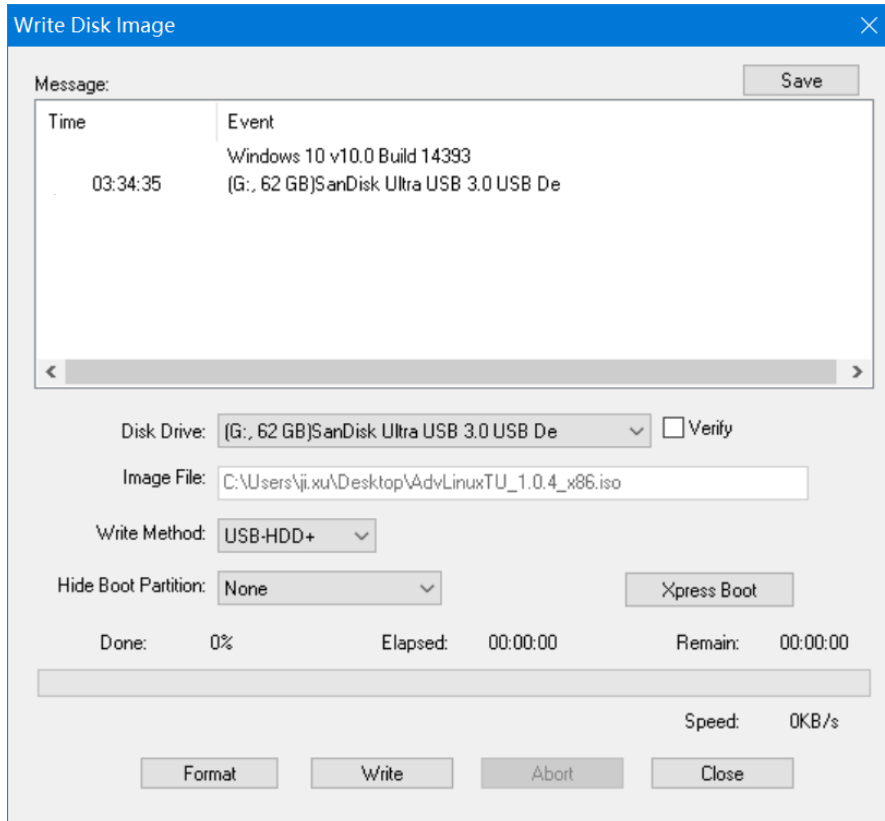 Write Disk Image
Message:
Save
Time Event
Windows 10 v10.0 Build 14393
03:34:35 (G:, 62 GB)SanDisk Ultra USB 3.0 USB De
Disk Drive: (G:, 62 GB)SanDisk Ultra USB 3.0 USB De Verify
Image File: C:\Users\ji.xu\Desktop\AdvLinuxTU_1.0.4_x86.iso
Write Method: USB-HDD+
Hide Boot Partition: None Xpress Boot
Done: 0% Elapsed: 00:00:00 Remain: 00:00:00
Speed: 0KB/s
Format Write Abort Close